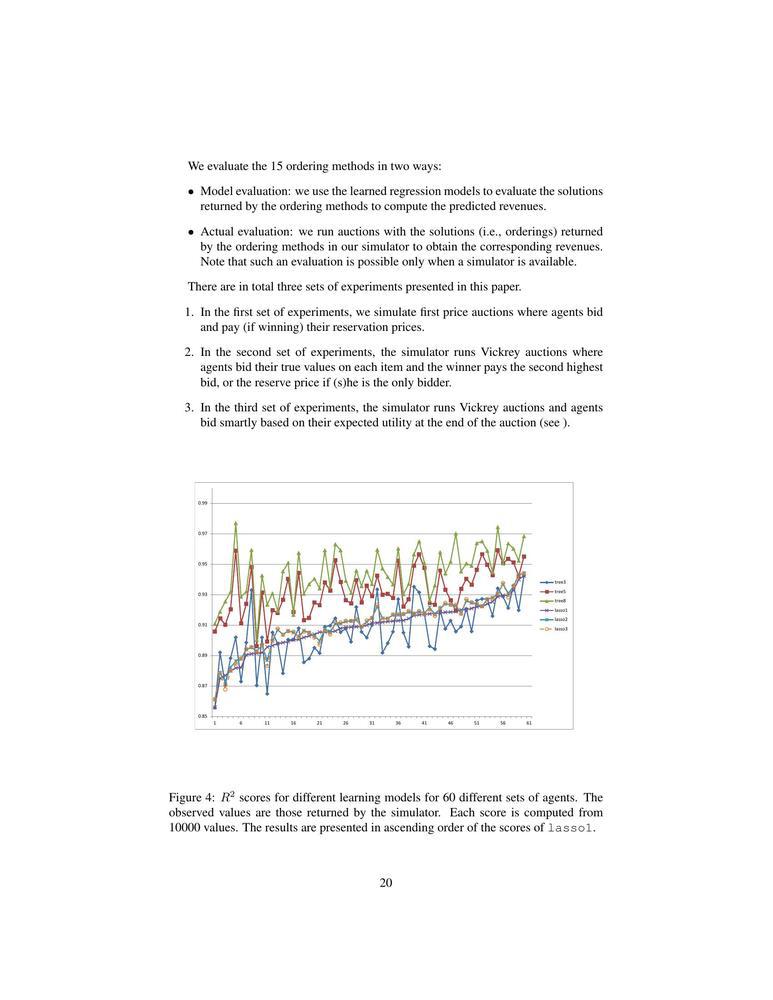 We evaluate the 15 ordering methods in two ways:
• Model evaluation: we use the learned regression models to evaluate the solutions
returned by the ordering methods to compute the predicted revenues.
• Actual evaluation: we run auctions with the solutions (i.e., orderings) returned
by the ordering methods in our simulator to obtain the corresponding revenues.
Note that such an evaluation is possible only when a simulator is available.
There are in total three sets of experiments presented in this paper.
1. In the first set of experiments, we simulate first price auctions where agents bid
and pay (if winning) their reservation prices.
2. In the second set of experiments, the simulator runs Vickrey auctions where
agents bid their true values on each item and the winner pays the second highest
bid, or the reserve price if (s)he is the only bidder.
3. In the third set of experiments, the simulator runs Vickrey auctions and agents
bid smartly based on their expected utility at the end of the auction (see ).
0.99
0.97
0.95
0.93
0.91
0.89
0.87
0.85
1 6 11 16 21 26 31 36 41 46 51 56 61
tree3
tree5
tree8
lasso1
lasso2
lasso3
Figure 4: R² scores for different learning models for 60 different sets of agents. The
observed values are those returned by the simulator. Each score is computed from
10000 values. The results are presented in ascending order of the scores of lasso1.
20